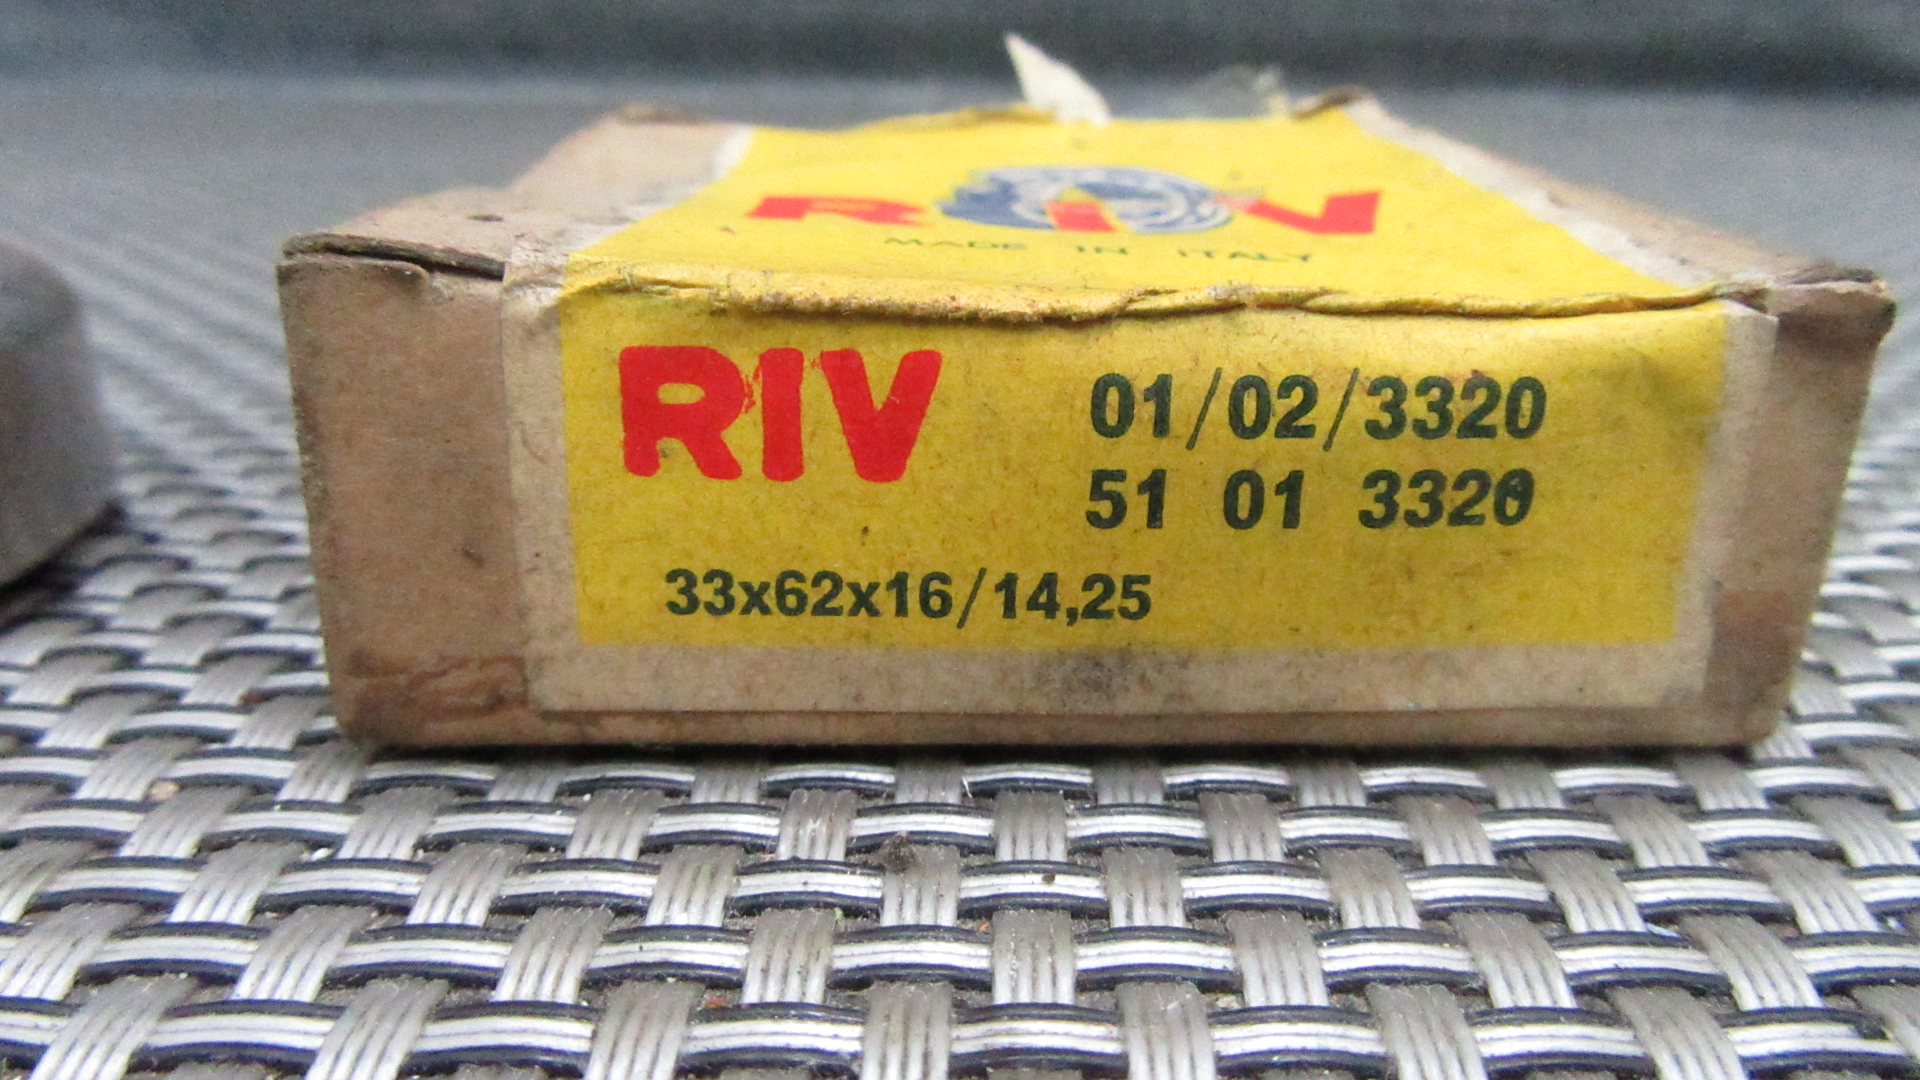 RIV
MADE IN ITALY
RIV
01/02/3320
51 01 3320
33x62x16/14,25